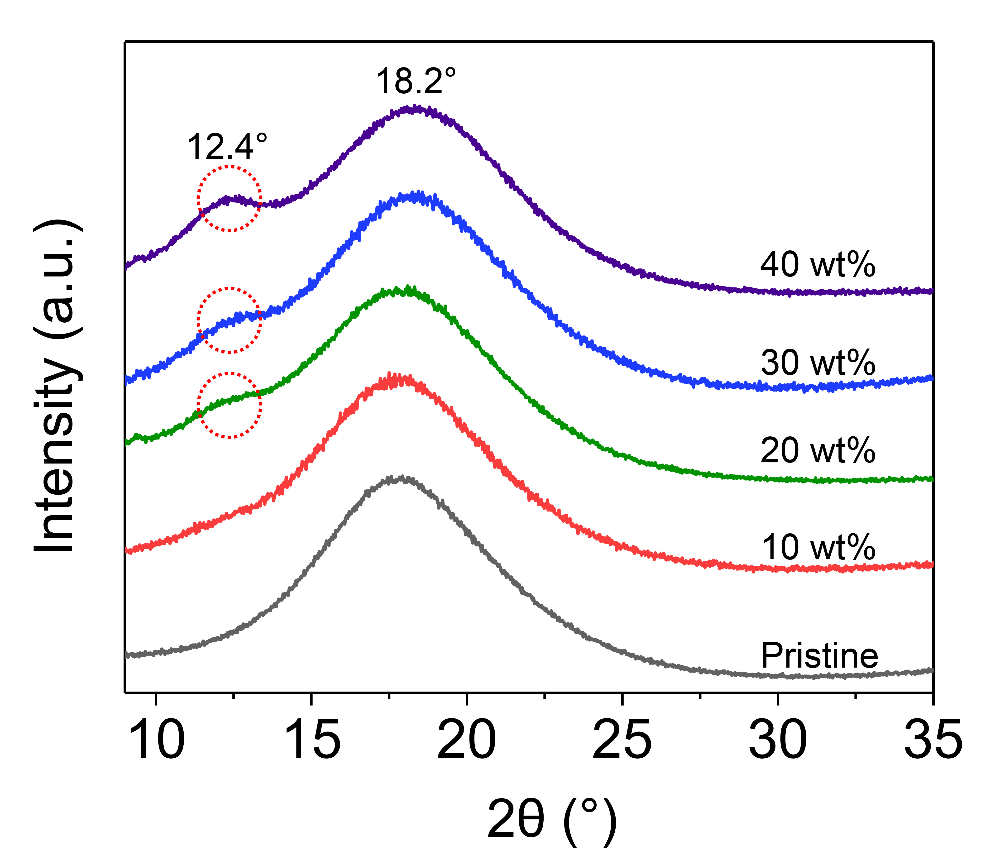 18.2°
12.4°
40 wt%
30 wt%
20 wt%
10 wt%
Pristine
Intensity (a.u.)
10 15 20 25 30 35
2θ (°)